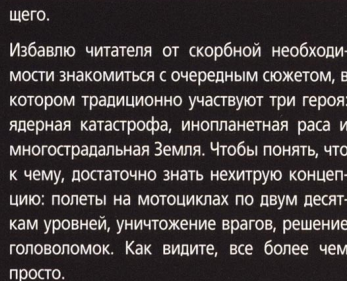 щего.
Избавлю читателя от скорбной необходи-
мости знакомиться с очередным сюжетом, в
котором традиционно участвуют три героя:
ядерная катастрофа, инопланетная раса и
многострадальная Земля. Чтобы понять, что
к чему, достаточно знать нехитрую концеп-
цию: полеты на мотоциклах по двум десят-
кам уровней, уничтожение врагов, решение
головоломок. Как видите, все более чем
просто.